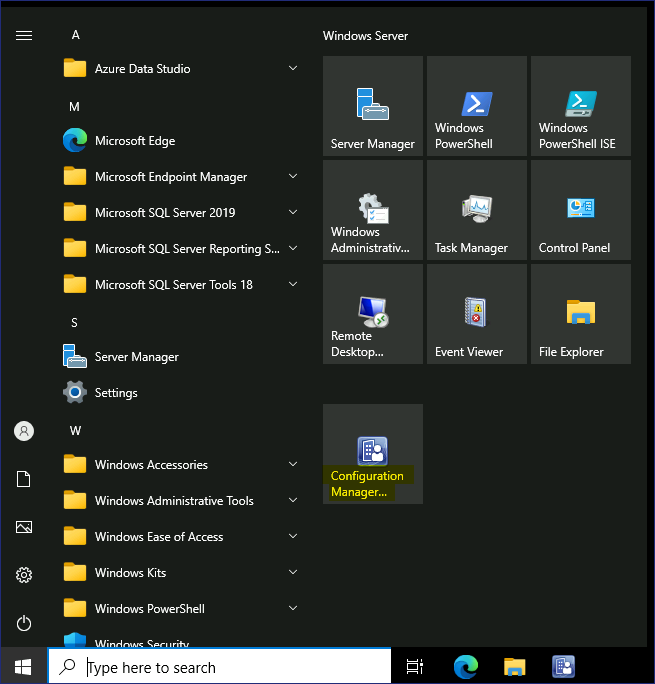 A
Azure Data Studio
M
Microsoft Edge
Microsoft Endpoint Manager
Microsoft SQL Server 2019
Microsoft SQL Server Reporting S...
Microsoft SQL Server Tools 18
S
Server Manager
Settings
W
Windows Accessories
Windows Administrative Tools
Windows Ease of Access
Windows Kits
Windows PowerShell
Windows Security
Windows Server
Server Manager
Windows
PowerShell
Windows
PowerShell ISE
Windows
Administrativ...
Task Manager
Control Panel
Remote
Desktop...
Event Viewer
File Explorer
Configuration
Manager...
Type here to search